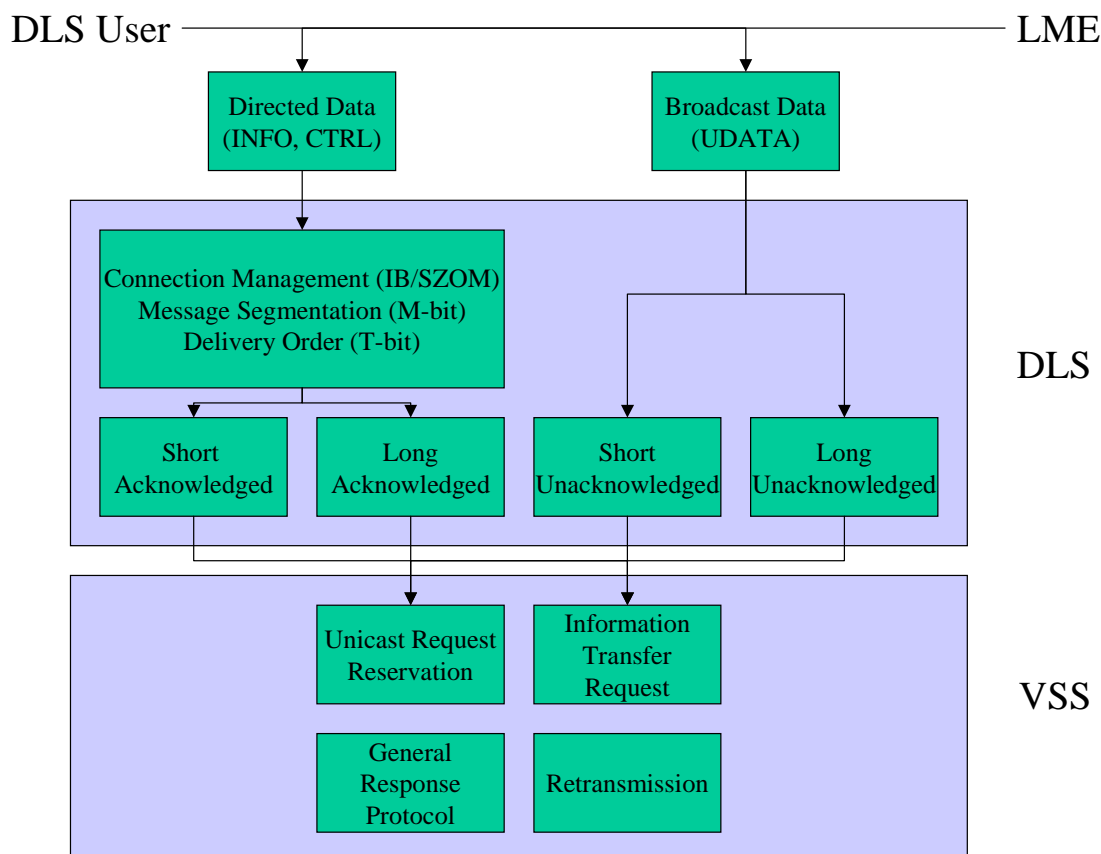 DLS User
LME
Directed Data
(INFO, CTRL)
Broadcast Data
(UDATA)
Connection Management (IB/SZOM)
Message Segmentation (M-bit)
Delivery Order (T-bit)
DLS
Short
Acknowledged
Long
Acknowledged
Short
Unacknowledged
Long
Unacknowledged
Unicast Request
Reservation
Information
Transfer
Request
VSS
General
Response
Protocol
Retransmission